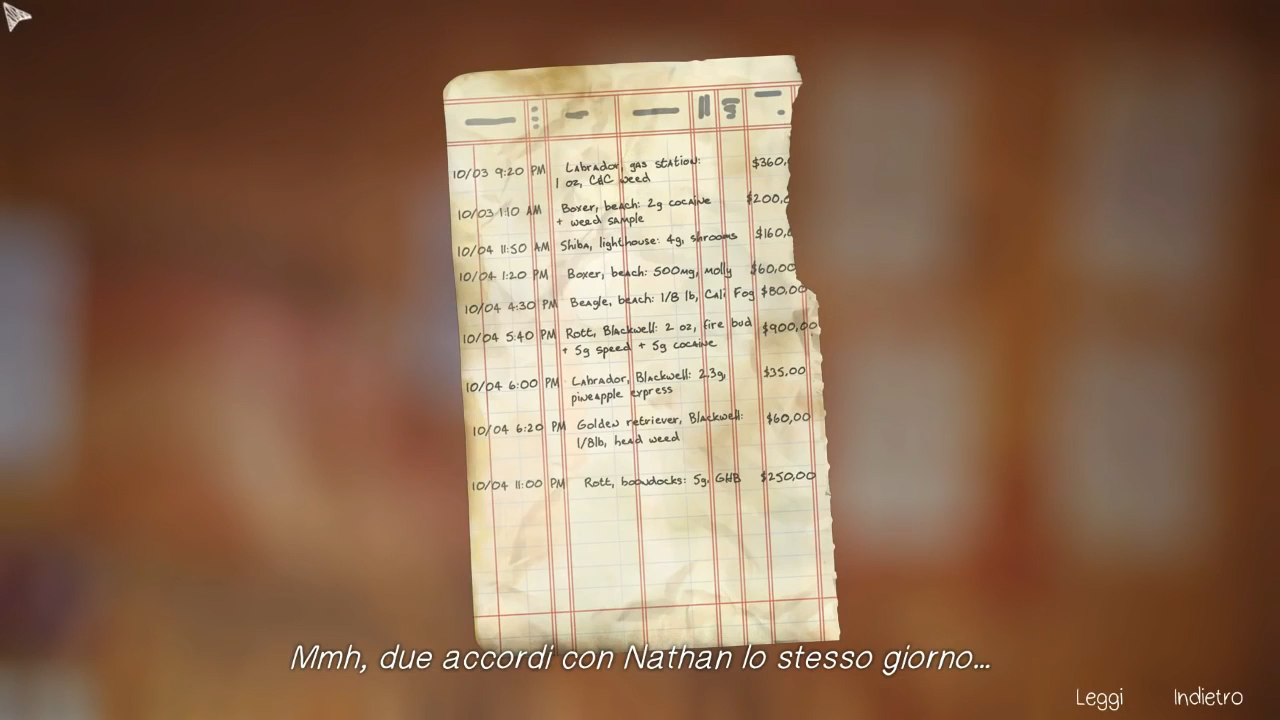 10/03 9:20 PM Labrador, gas station: $360,
1 oz, C&C weed
10/03 1:10 AM Boxer, beach: 2g cocaine $200,0
+ weed sample
10/04 11:50 AM Shiba, lighthouse: 4g, shrooms $160,0
10/04 1:20 PM Boxer, beach: 500mg, molly $60,00
10/04 4:30 PM Beagle, beach: 1/8 lb, Cali Fog $80,00
10/04 5:40 PM Rott, Blackwell: 2 oz, fire bud $900,00
+ 5g speed + 5g cocaine
10/04 6:00 PM Labrador, Blackwell: 2.3g, $35,00
pineapple express
10/04 6:20 PM Golden retriever, Blackwell: $60,00
1/8lb, head weed
10/04 11:00 PM Rott, boondocks: 5g, GHB $250,00
Mmh, due accordi con Nathan lo stesso giorno...
Leggi Indietro